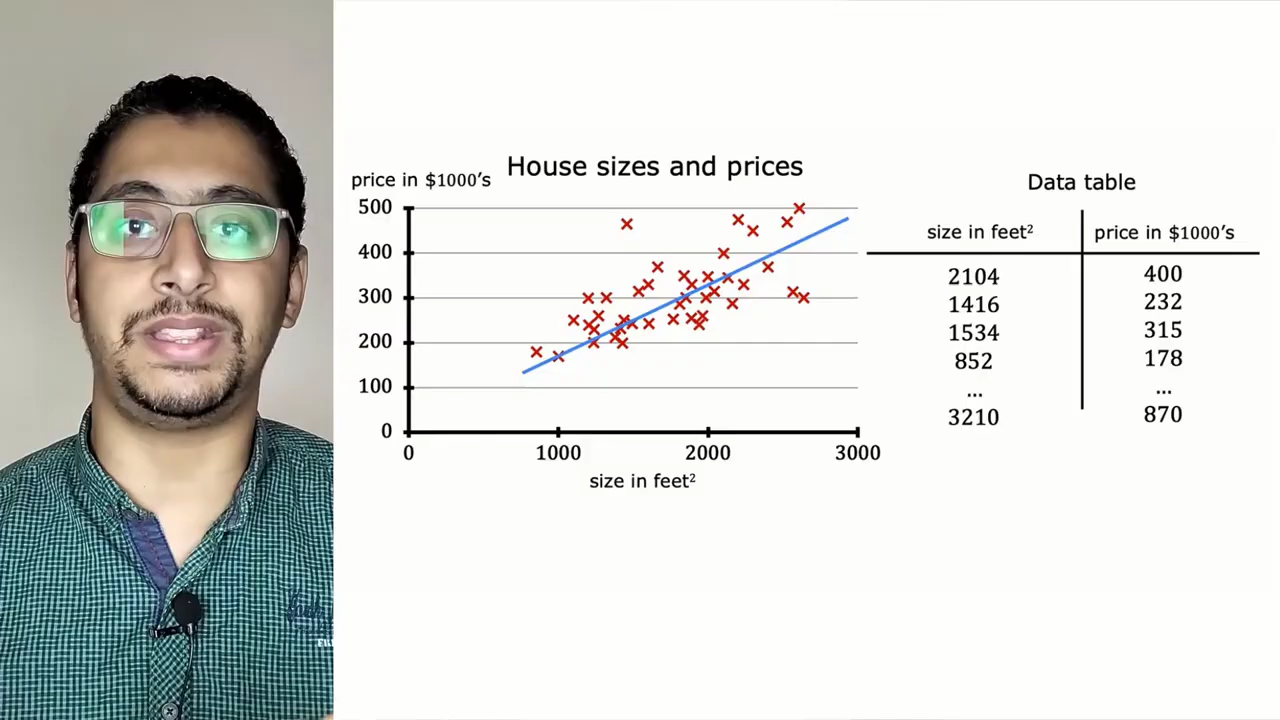 House sizes and prices
price in $1000's
500
400
300
200
100
0
0 1000 2000 3000
size in feet²
Data table
size in feet² price in $1000's
2104 400
1416 232
1534 315
852 178
... ...
3210 870